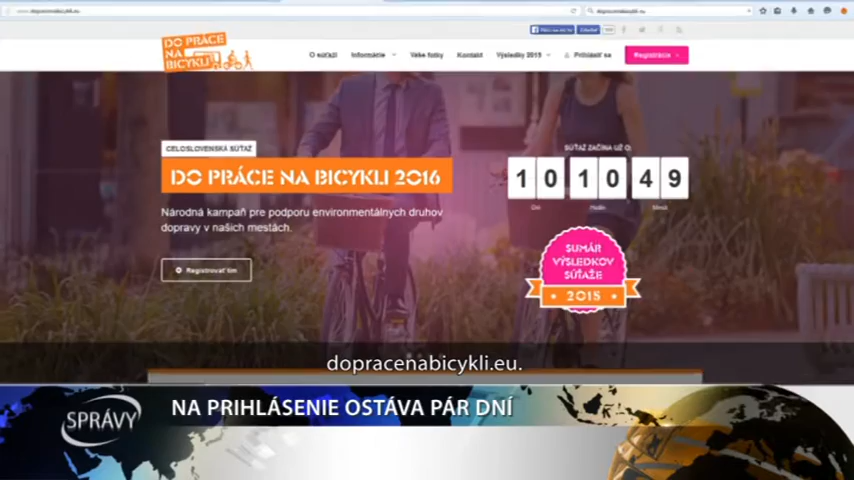 DO PRÁCE
NA
BICYKLI
O súťaži
Informácie
Vaše fotky
Kontakt
Výsledky 2015
Prihlásiť sa
Registrácia
CELOSLOVENSKÁ SÚŤAŽ
DO PRÁCE NA BICYKLI 2016
Národná kampaň pre podporu environmentálnych druhov
dopravy v našich mestách.
Registrovať tím
SÚŤAŽ ZAČÍNA UŽ O:
10 10 49
Dní Hodín Minút
SUMÁR
VÝSLEDKOV
SÚŤAŽE
2015
dopracenabicykli.eu.
SPRÁVY
NA PRIHLÁSENIE OSTÁVA PÁR DNÍ